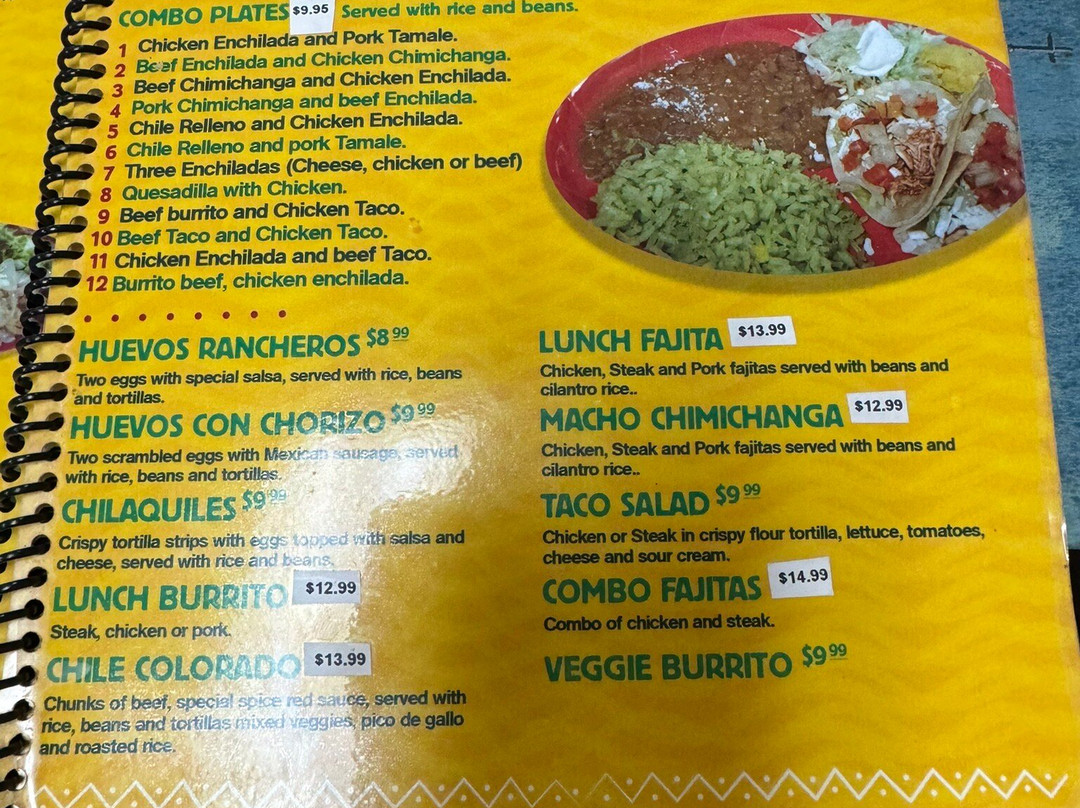 COMBO PLATES $9.95 Served with rice and beans.
1 Chicken Enchilada and Pork Tamale.
2 Beef Enchilada and Chicken Chimichanga.
3 Beef Chimichanga and Chicken Enchilada.
4 Pork Chimichanga and beef Enchilada.
5 Chile Relleno and Chicken Enchilada.
6 Chile Relleno and pork Tamale.
7 Three Enchiladas (Cheese, chicken or beef)
8 Quesadilla with Chicken.
9 Beef burrito and Chicken Taco.
10 Beef Taco and Chicken Taco.
11 Chicken Enchilada and beef Taco.
12 Burrito beef, chicken enchilada.
HUEVOS RANCHEROS $8 99
Two eggs with special salsa, served with rice, beans
and tortillas.
HUEVOS CON CHORIZO $9 99
Two scrambled eggs with Mexican sausage, served
with rice, beans and tortillas.
CHILAQUILES $9 99
Crispy tortilla strips with eggs topped with salsa and
cheese, served with rice and beans.
LUNCH BURRITO $12.99
Steak, chicken or pork.
CHILE COLORADO $13.99
Chunks of beef, special spice red sauce, served with
rice, beans and tortillas mixed veggies, pico de gallo
and roasted rice.
LUNCH FAJITA $13.99
Chicken, Steak and Pork fajitas served with beans and
cilantro rice..
MACHO CHIMICHANGA $12.99
Chicken, Steak and Pork fajitas served with beans and
cilantro rice..
TACO SALAD $9 99
Chicken or Steak in crispy flour tortilla, lettuce, tomatoes,
cheese and sour cream.
COMBO FAJITAS $14.99
Combo of chicken and steak.
VEGGIE BURRITO $9 99